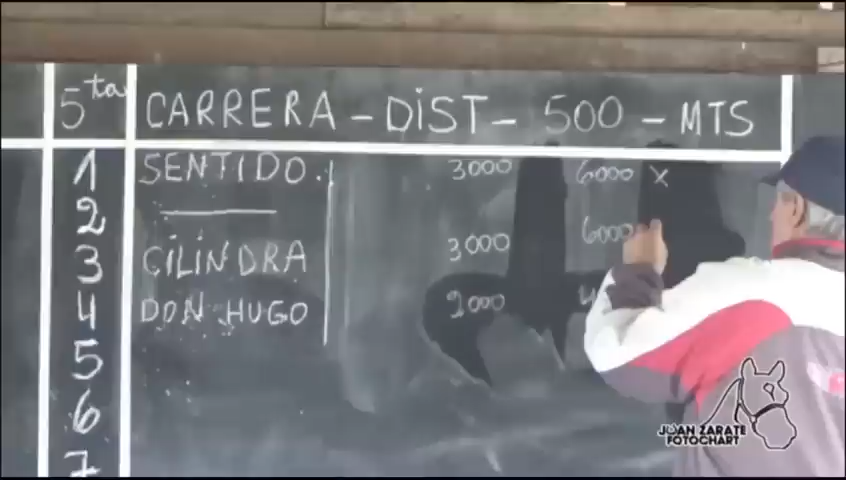 5ta CARRERA - DiST - 500 - MTS
1 SENTIDO. 3000 6000 x
2
3 CiLiNDRA 3000 6000
4 DON HUGO 2000 4
5
6
7
JUAN ZARATE
FOTOCHART